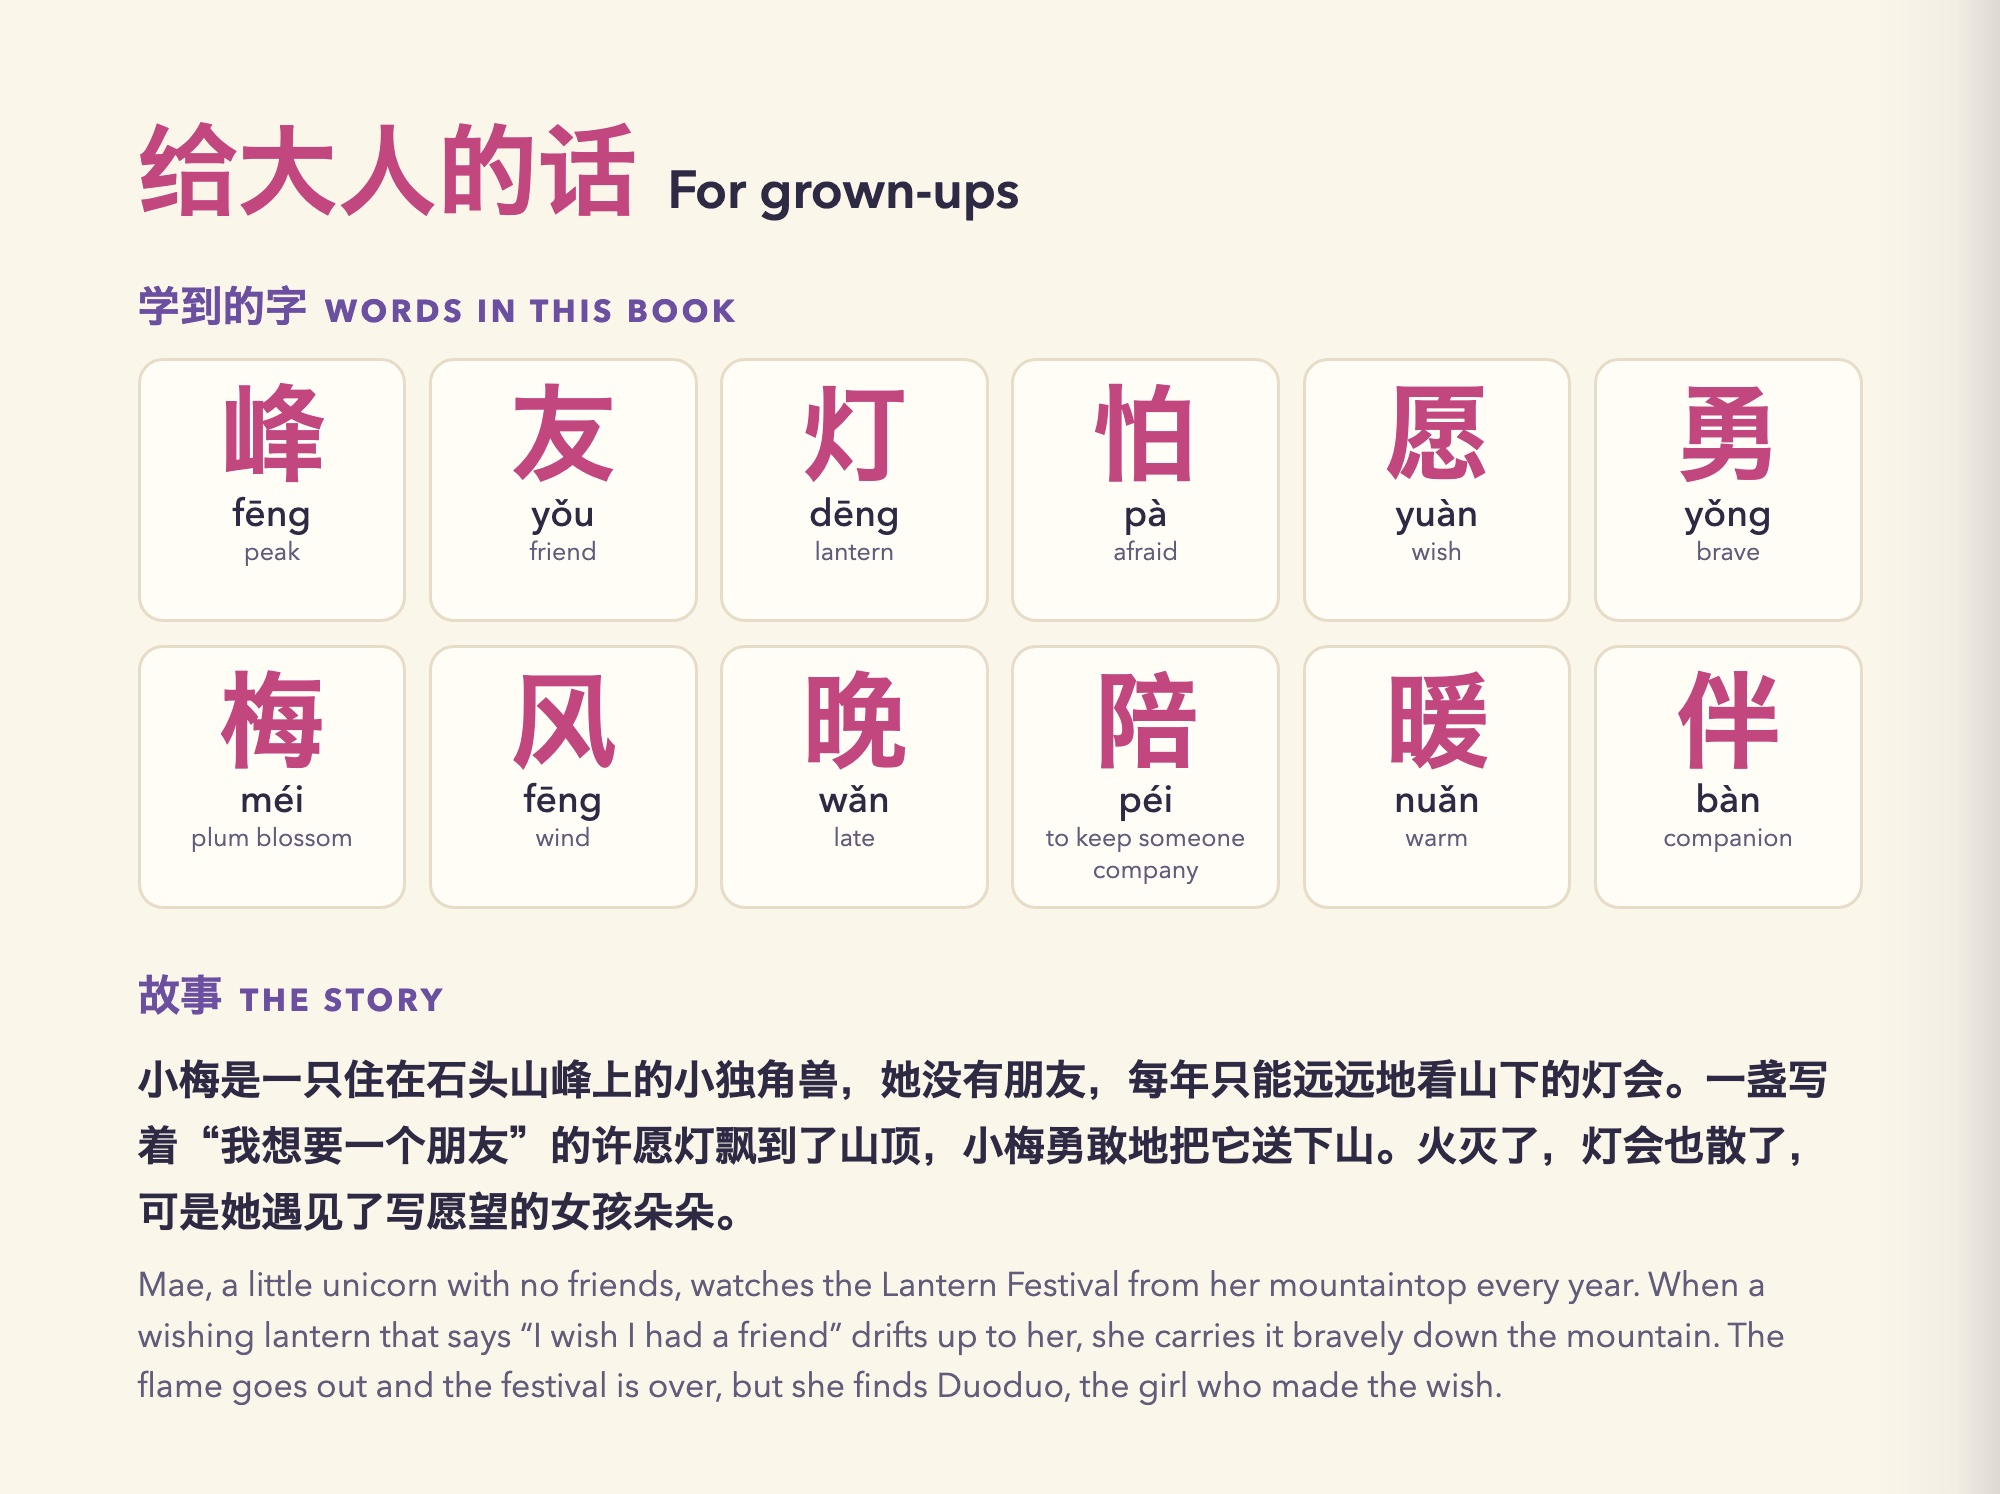 给大人的话 For grown-ups
学到的字 WORDS IN THIS BOOK
峰 友 灯 怕 愿 勇
fēng yǒu dēng pà yuàn yǒng
peak friend lantern afraid wish brave
梅 风 晚 陪 暖 伴
méi fēng wǎn péi nuǎn bàn
plum blossom wind late to keep someone company warm companion
故事 THE STORY
小梅是一只住在石头山峰上的小独角兽，她没有朋友，每年只能远远地看山下的灯会。一盏写
着“我想要一个朋友”的许愿灯飘到了山顶，小梅勇敢地把它送下山。火灭了，灯会也散了，
可是她遇见了写愿望的女孩朵朵。
Mae, a little unicorn with no friends, watches the Lantern Festival from her mountaintop every year. When a
wishing lantern that says “I wish I had a friend” drifts up to her, she carries it bravely down the mountain. The
flame goes out and the festival is over, but she finds Duoduo, the girl who made the wish.